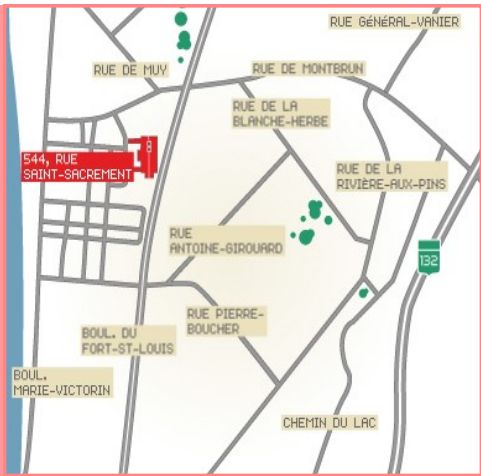 RUE GÉNÉRAL-VANIER
RUE DE MUY
RUE DE MONTBRUN
RUE DE LA
BLANCHE-HERBE
544, RUE
SAINT-SACREMENT
RUE DE LA
RIVIÈRE-AUX-PINS
RUE
ANTOINE-GIROUARD
132
RUE PIERRE-
BOUCHER
BOUL. DU
FORT-ST-LOUIS
BOUL.
MARIE-VICTORIN
CHEMIN DU LAC